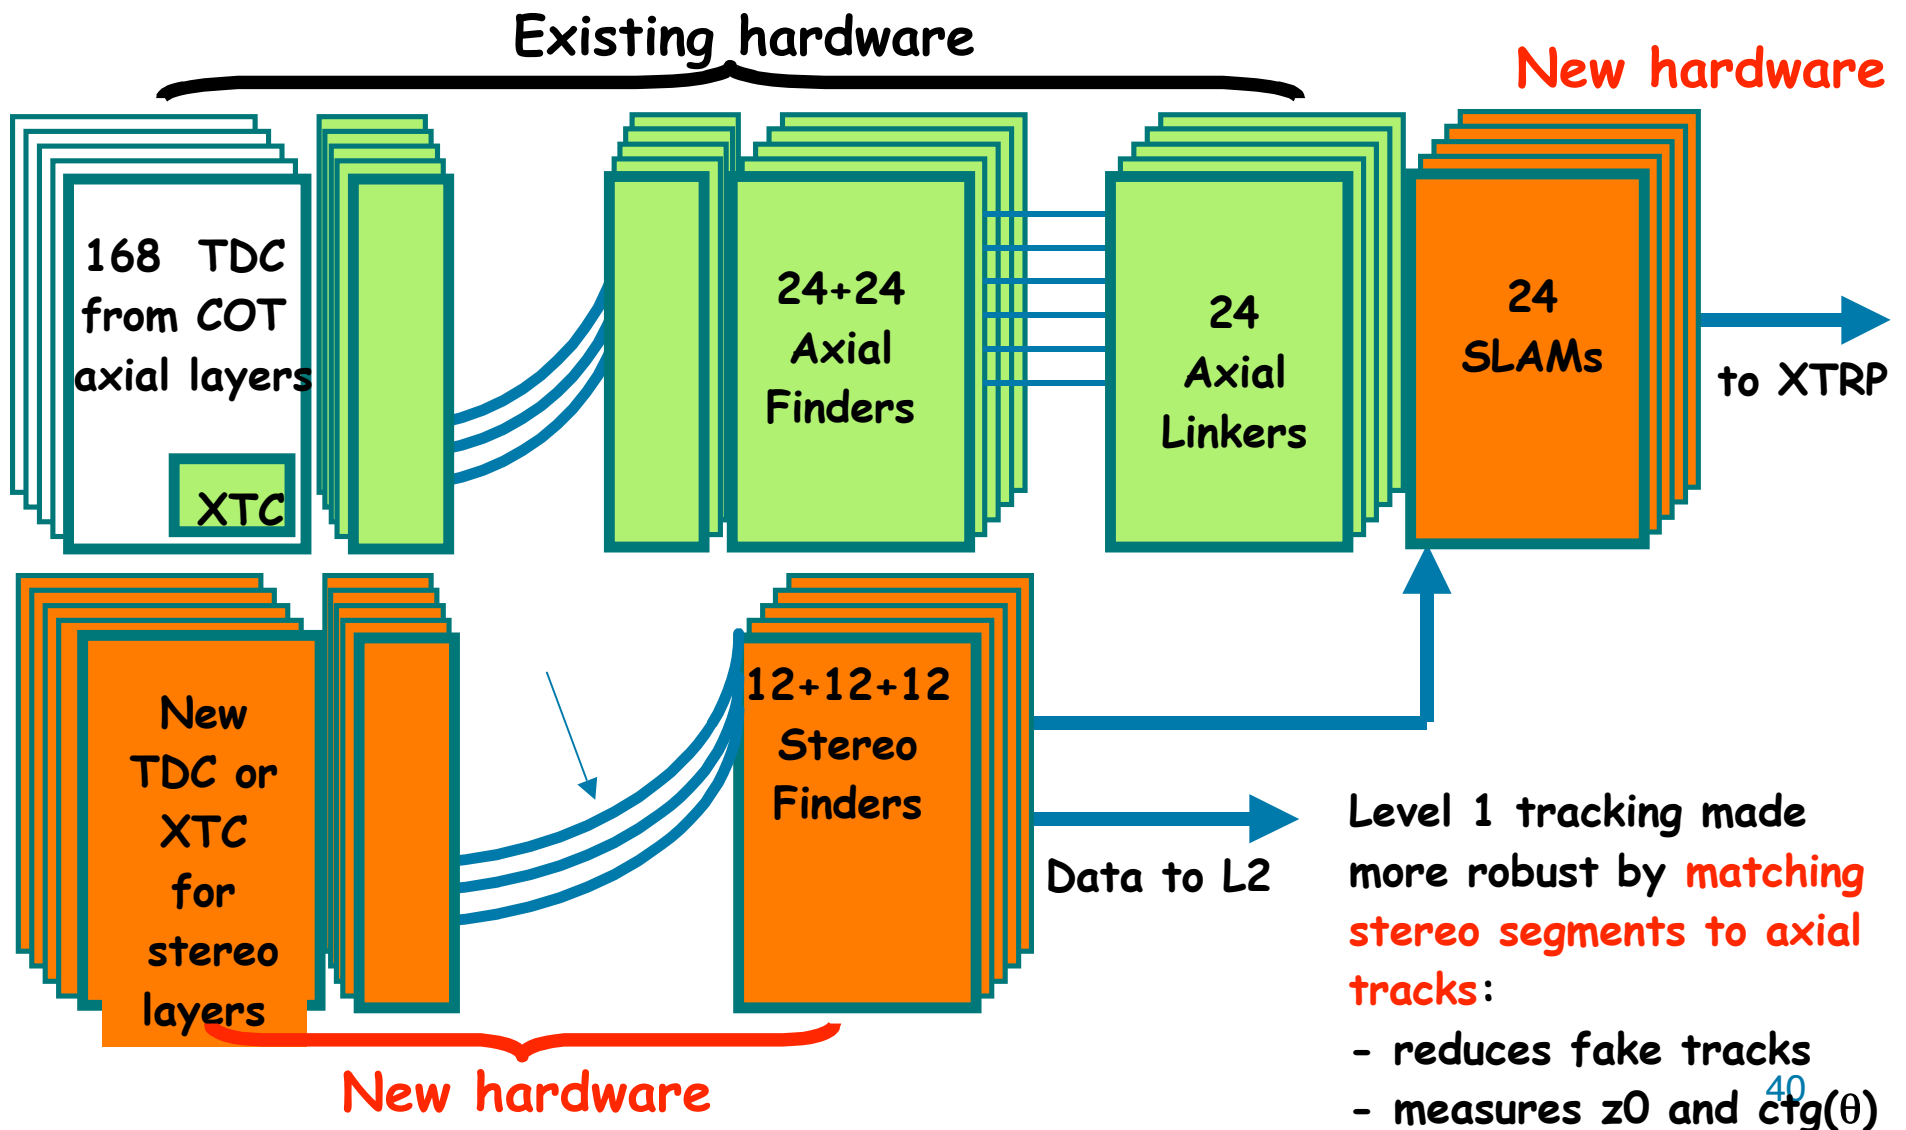 Existing hardware
New hardware
168 TDC
from COT
axial layers
XTC
24+24
Axial
Finders
24
Axial
Linkers
24
SLAMs
to XTRP
New
TDC or
XTC
for
stereo
layers
12+12+12
Stereo
Finders
Data to L2
New hardware
Level 1 tracking made
more robust by matching
stereo segments to axial
tracks:
- reduces fake tracks
- measures z0 and ctg(θ)
40